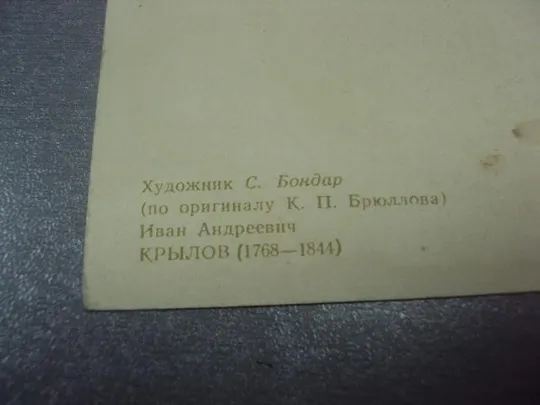 Художник С. Бондар
(по оригиналу К. П. Брюллова)
Иван Андреевич
КРЫЛОВ (1768—1844)